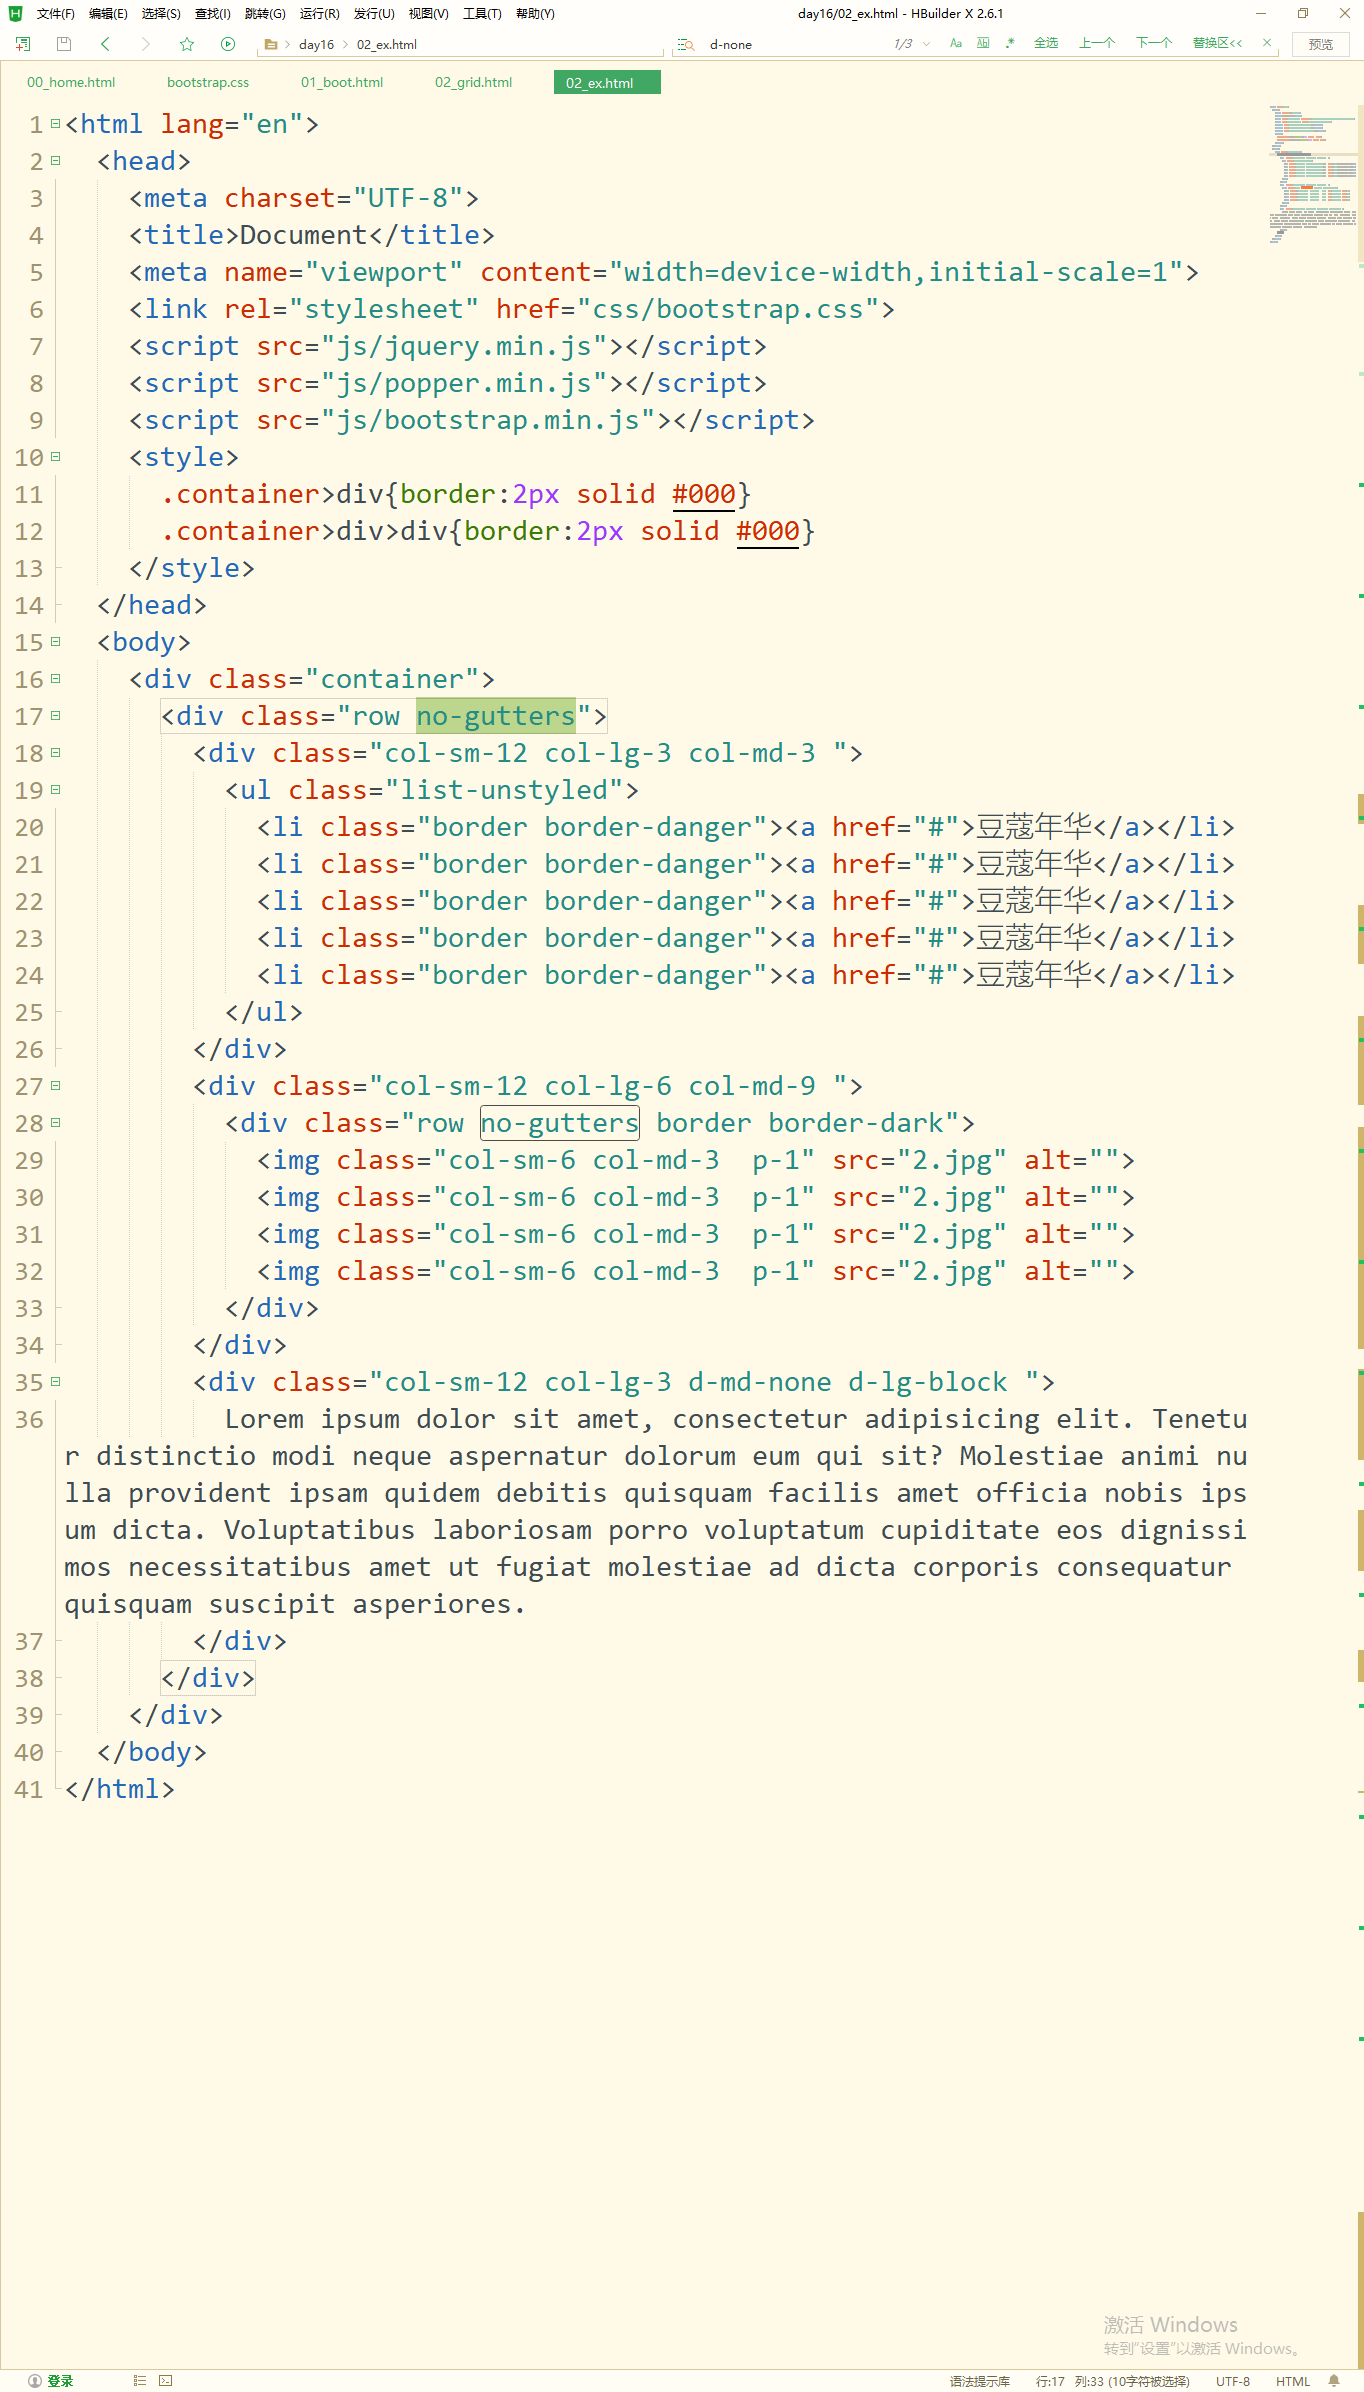 文件(F) 编辑(E) 选择(S) 查找(I) 跳转(G) 运行(R) 发行(U) 视图(V) 工具(T) 帮助(Y) day16/02_ex.html - HBuilder X 2.6.1
day16 02_ex.html d-none 1/3 Aa 全选 上一个 下一个 替换区<< 预览
00_home.html bootstrap.css 01_boot.html 02_grid.html 02_ex.html
1 <html lang="en">
2 <head>
3 <meta charset="UTF-8">
4 <title>Document</title>
5 <meta name="viewport" content="width=device-width,initial-scale=1">
6 <link rel="stylesheet" href="css/bootstrap.css">
7 <script src="js/jquery.min.js"></script>
8 <script src="js/popper.min.js"></script>
9 <script src="js/bootstrap.min.js"></script>
10 <style>
11 .container>div{border:2px solid #000}
12 .container>div>div{border:2px solid #000}
13 </style>
14 </head>
15 <body>
16 <div class="container">
17 <div class="row no-gutters">
18 <div class="col-sm-12 col-lg-3 col-md-3 ">
19 <ul class="list-unstyled">
20 <li class="border border-danger"><a href="#">豆蔻年华</a></li>
21 <li class="border border-danger"><a href="#">豆蔻年华</a></li>
22 <li class="border border-danger"><a href="#">豆蔻年华</a></li>
23 <li class="border border-danger"><a href="#">豆蔻年华</a></li>
24 <li class="border border-danger"><a href="#">豆蔻年华</a></li>
25 </ul>
26 </div>
27 <div class="col-sm-12 col-lg-6 col-md-9 ">
28 <div class="row no-gutters border border-dark">
29 <img class="col-sm-6 col-md-3  p-1" src="2.jpg" alt="">
30 <img class="col-sm-6 col-md-3  p-1" src="2.jpg" alt="">
31 <img class="col-sm-6 col-md-3  p-1" src="2.jpg" alt="">
32 <img class="col-sm-6 col-md-3  p-1" src="2.jpg" alt="">
33 </div>
34 </div>
35 <div class="col-sm-12 col-lg-3 d-md-none d-lg-block ">
36 Lorem ipsum dolor sit amet, consectetur adipisicing elit. Tenetu
r distinctio modi neque aspernatur dolorum eum qui sit? Molestiae animi nu
lla provident ipsam quidem debitis quisquam facilis amet officia nobis ips
um dicta. Voluptatibus laboriosam porro voluptatum cupiditate eos dignissi
mos necessitatibus amet ut fugiat molestiae ad dicta corporis consequatur
quisquam suscipit asperiores.
37 </div>
38 </div>
39 </div>
40 </body>
41 </html>
激活 Windows
转到"设置"以激活 Windows。
登录 语法提示库 行:17 列:33 (10字符被选择) UTF-8 HTML